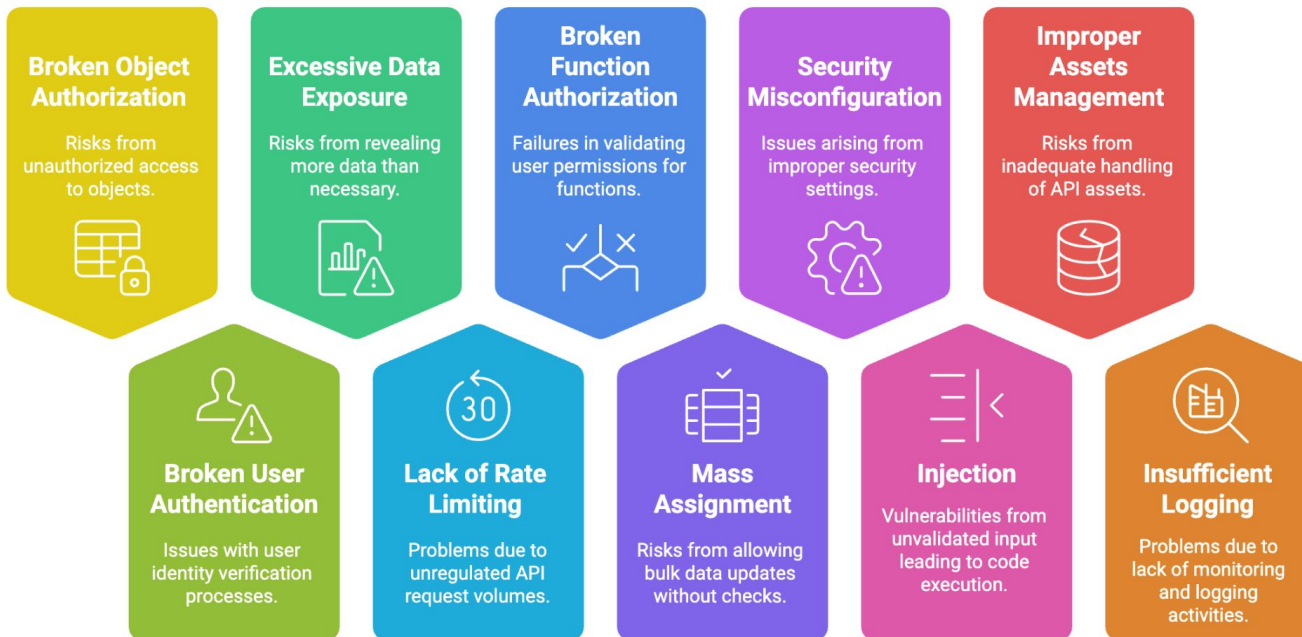 Broken Object
Authorization
Risks from
unauthorized access
to objects.
Excessive Data
Exposure
Risks from revealing
more data than
necessary.
Broken
Function
Authorization
Failures in validating
user permissions for
functions.
Security
Misconfiguration
Issues arising from
improper security
settings.
Improper
Assets
Management
Risks from
inadequate handling
of API assets.
Broken User
Authentication
Issues with user
identity verification
processes.
30
Lack of Rate
Limiting
Problems due to
unregulated API
request volumes.
Mass
Assignment
Risks from allowing
bulk data updates
without checks.
Injection
Vulnerabilities from
unvalidated input
leading to code
execution.
Insufficient
Logging
Problems due to
lack of monitoring
and logging
activities.